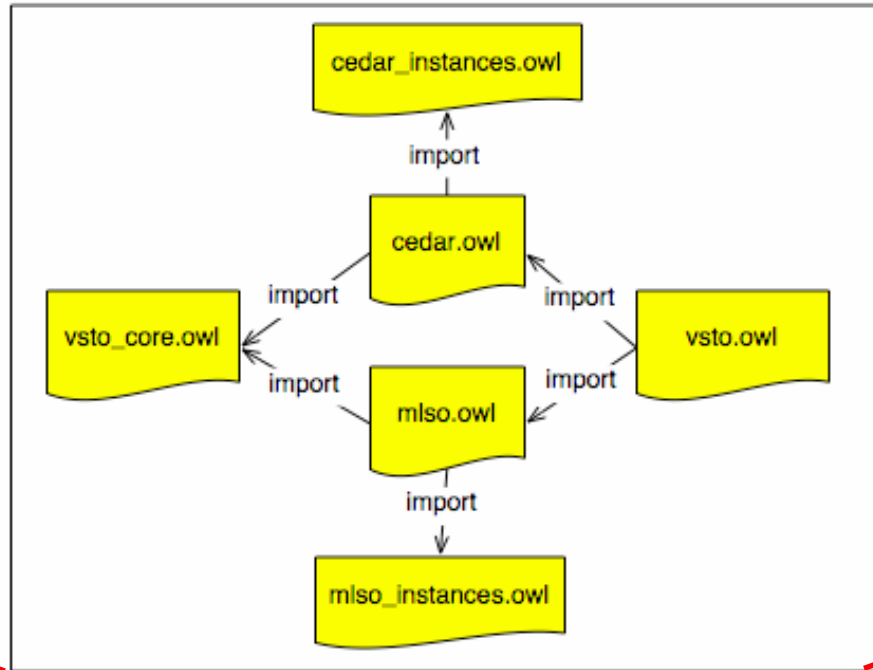 cedar_instances.owl
import
cedar.owl
import
import
vsto_core.owl
vsto.owl
import
import
mlso.owl
import
mlso_instances.owl